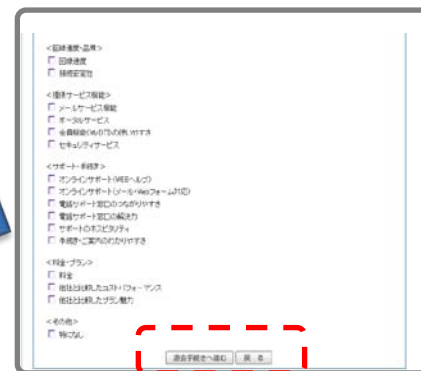 <回線速度・品質>
回線速度
接続安定性
<提供サービス機能>
メールサービス機能
ポータルサービス
会員機能(MyDTI)の使いやすさ
セキュリティサービス
<サポート・手続き>
オンラインサポート(WEBヘルプ)
オンラインサポート(メール・Webフォーム対応)
電話サポート窓口のつながりやすさ
電話サポート窓口の解決力
サポートのホスピタリティ
手続き・ご案内のわかりやすさ
<料金・プラン>
料金
他社と比較したコストパフォーマンス
他社と比較したプラン魅力
<その他>
特になし
退会手続きへ進む 戻 る